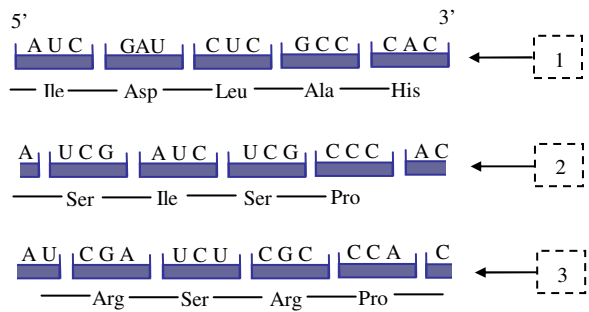 5’ 3’
A U C GAU C U C G C C C A C 1
Ile Asp Leu Ala His
A U C G A U C U C G C C C A C 2
Ser Ile Ser Pro
A U C G A U C U C G C C C A C 3
Arg Ser Arg Pro